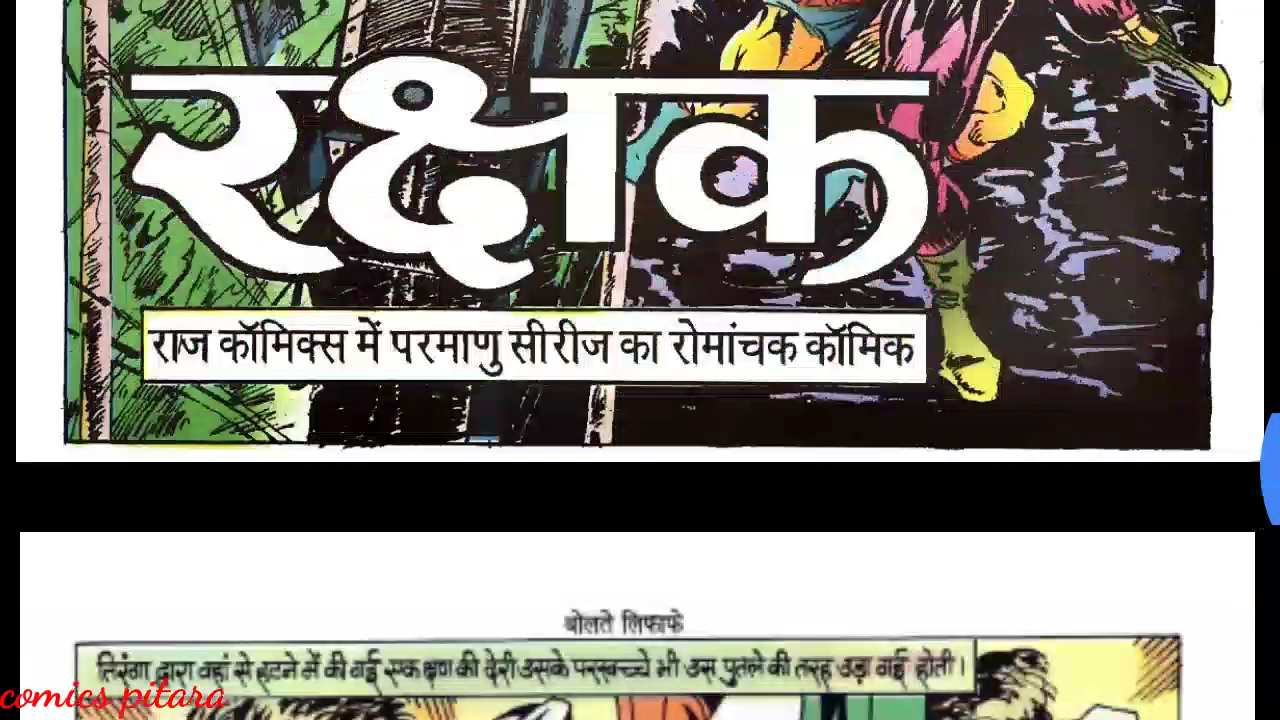 रक्षक
राज कॉमिक्स में परमाणु सीरीज का रोमांचक कॉमिक
बोलते लिफाफे
तिरंगा द्वारा वहां से हटने में की गई एक क्षण की देरी उसके परखच्चे भी उस पुतले की तरह उड़ा गई होती।
comics pitara